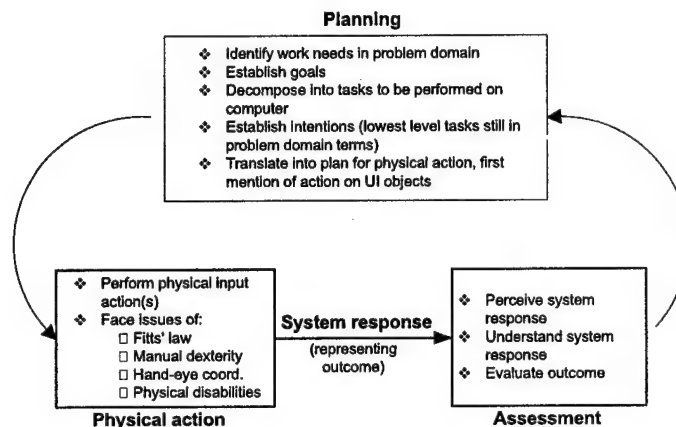 Planning
❖ Identify work needs in problem domain
❖ Establish goals
❖ Decompose into tasks to be performed on
computer
❖ Establish intentions (lowest level tasks still in
problem domain terms)
❖ Translate into plan for physical action, first
mention of action on UI objects
❖ Perform physical input
action(s)
❖ Face issues of:
□ Fitts' law
□ Manual dexterity
□ Hand-eye coord.
□ Physical disabilities
Physical action
System response
(representing
outcome)
❖ Perceive system
response
❖ Understand system
response
❖ Evaluate outcome
Assessment